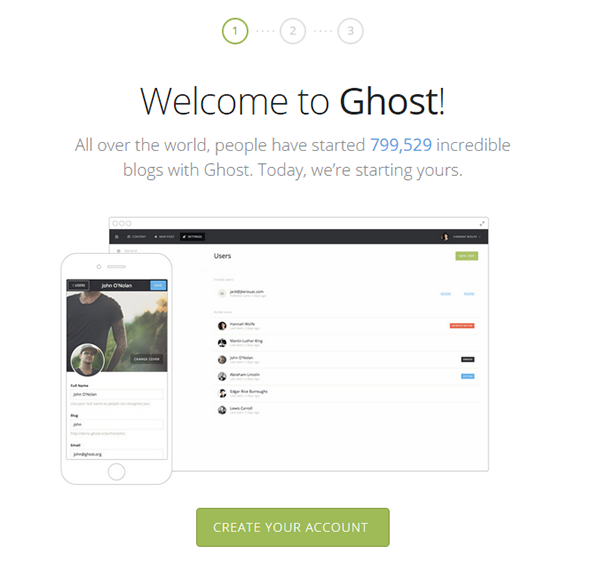 1 2 3
Welcome to Ghost!
All over the world, people have started 799,529 incredible
blogs with Ghost. Today, we’re starting yours.
CONTENT NEW POST SETTINGS
Users
jack@kerouac.com
Hannah Wolfe
Martin Luther King
John O'Nolan
Abraham Lincoln
Edgar Rice Burroughs
Lewis Carroll
USERS John O'Nolan
CHANGE COVER
Full Name
John O'Nolan
Slug
john
Email
john@ghost.org
CREATE YOUR ACCOUNT